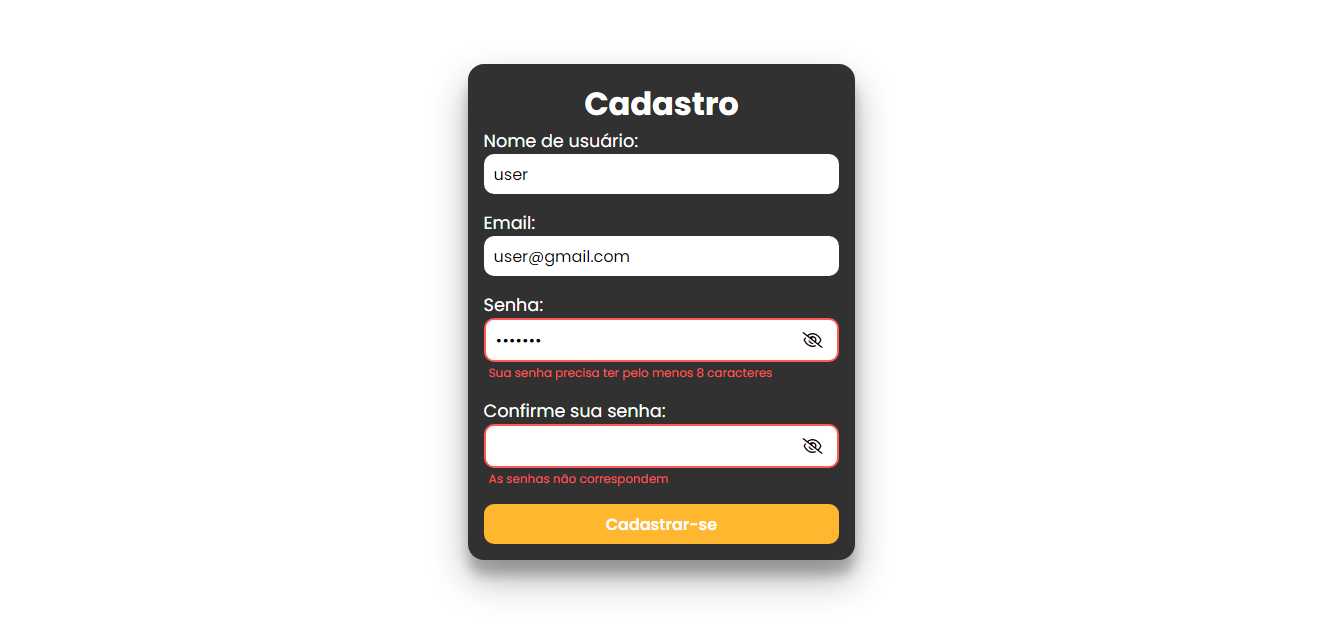 Cadastro
Nome de usuário:
user
Email:
user@gmail.com
Senha:
•••••••
Sua senha precisa ter pelo menos 8 caracteres
Confirme sua senha:
As senhas não correspondem
Cadastrar-se